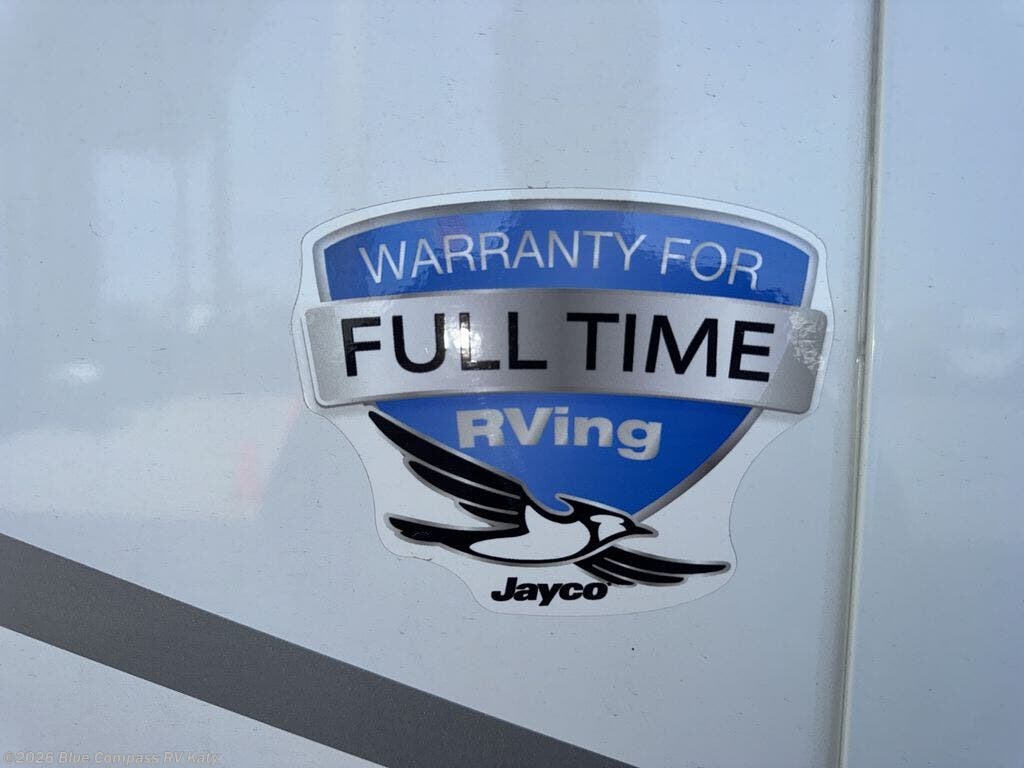 WARRANTY FOR
FULL TIME
RVing
Jayco
©2026 Blue Compass RV Katy